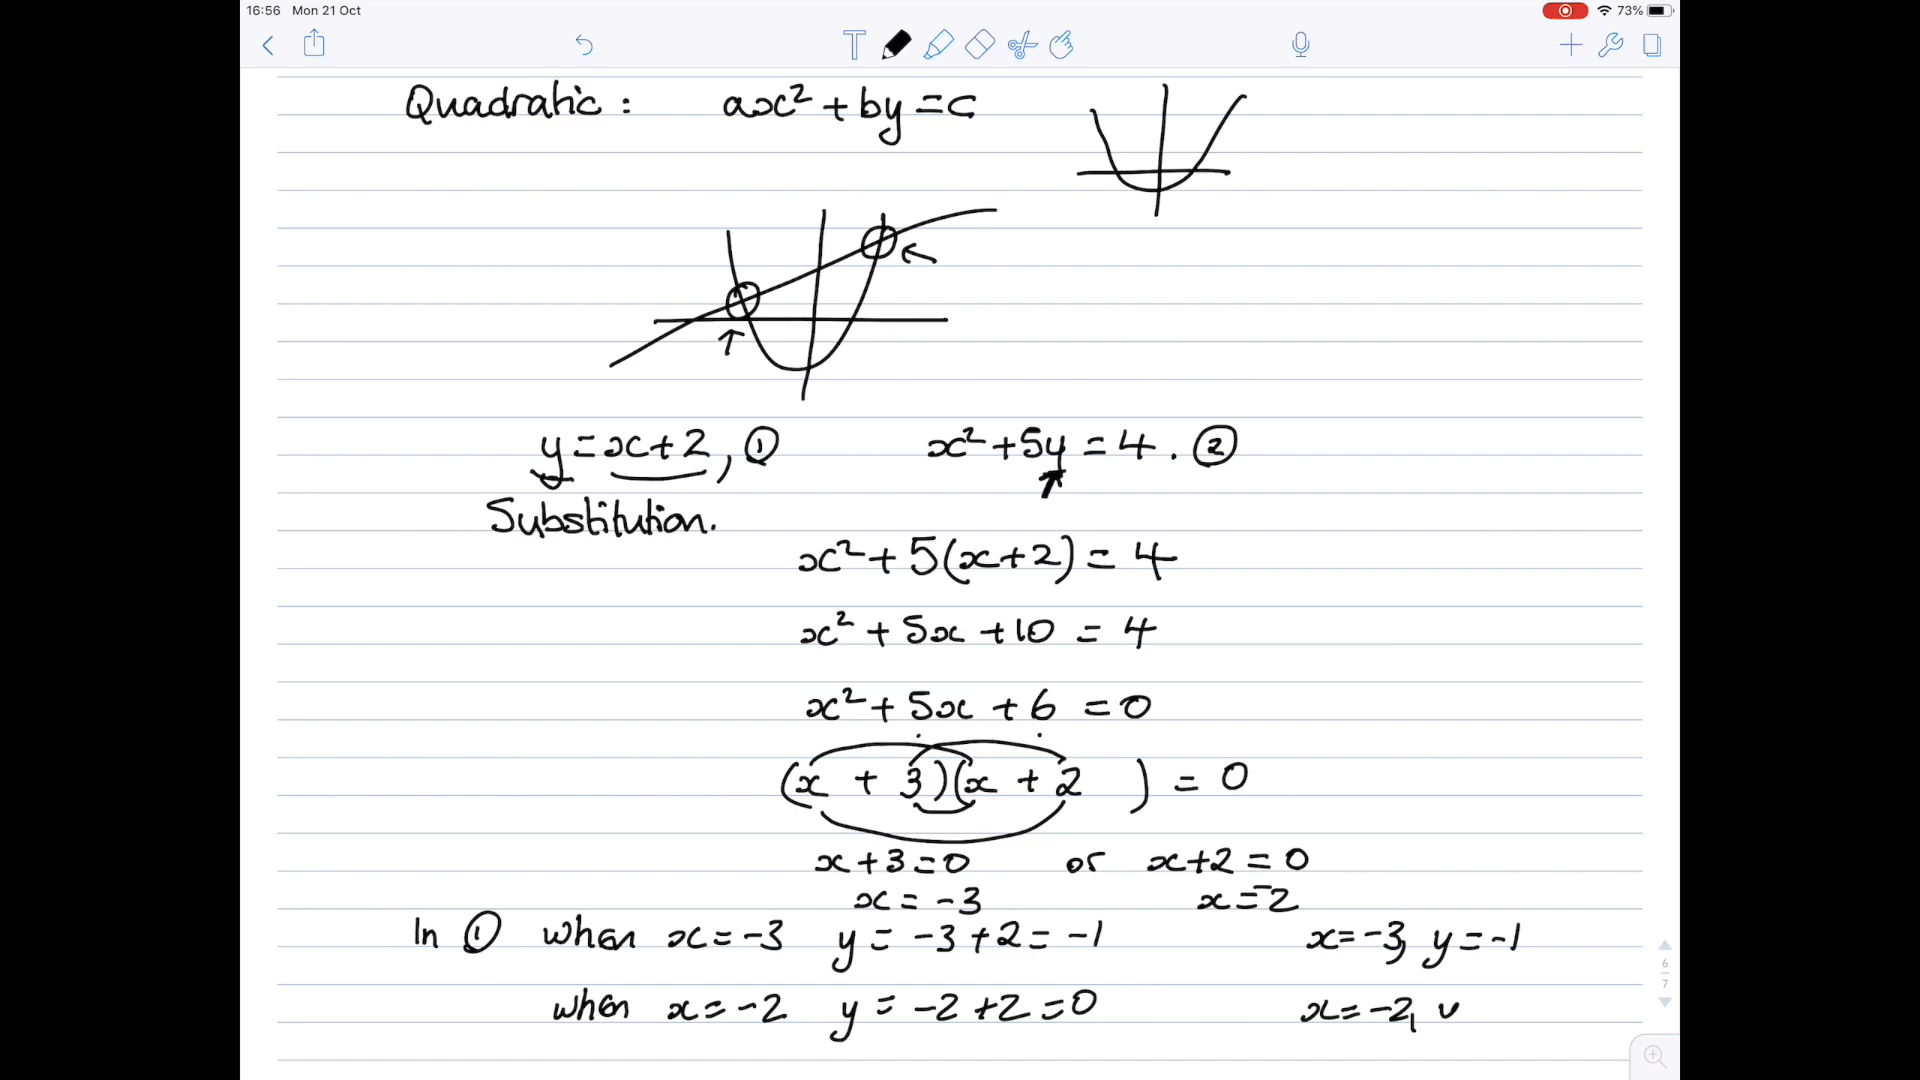 16:56 Mon 21 Oct 73%
Quadratic : ax² + by = c
y = x + 2 , ① x² + 5y = 4 . ②
Substitution.
x² + 5(x+2) = 4
x² + 5x + 10 = 4
x² + 5x + 6 = 0
(x + 3)(x + 2 ) = 0
x + 3 = 0 or x + 2 = 0
x = -3 x = -2
In ① when x = -3 y = -3 + 2 = -1 x = -3, y = -1
when x = -2 y = -2 + 2 = 0 x = -2,
6
7